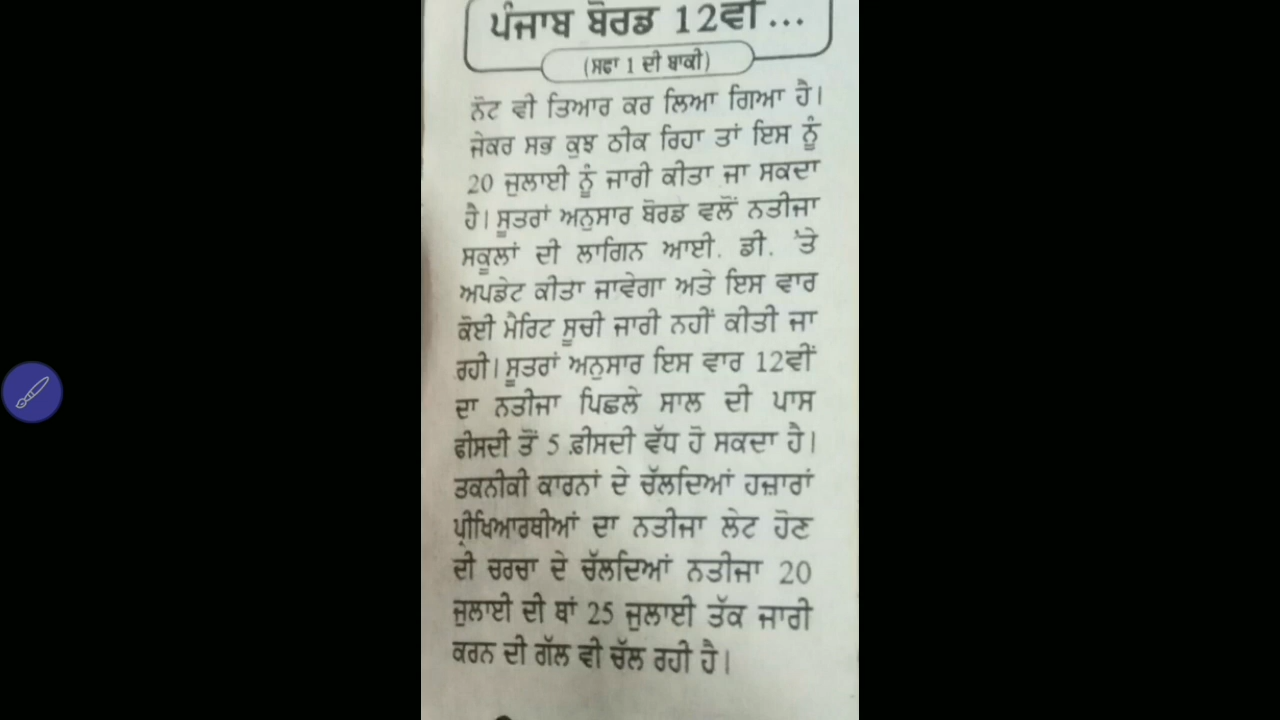 ਪੰਜਾਬ ਬੋਰਡ 12ਵੀਂ...
(ਸਫਾ 1 ਦੀ ਬਾਕੀ)
ਨੋਟ ਵੀ ਤਿਆਰ ਕਰ ਲਿਆ ਗਿਆ ਹੈ।
ਜੇਕਰ ਸਭ ਕੁਝ ਠੀਕ ਰਿਹਾ ਤਾਂ ਇਸ ਨੂੰ
20 ਜੁਲਾਈ ਨੂੰ ਜਾਰੀ ਕੀਤਾ ਜਾ ਸਕਦਾ
ਹੈ। ਸੂਤਰਾਂ ਅਨੁਸਾਰ ਬੋਰਡ ਵਲੋਂ ਨਤੀਜਾ
ਸਕੂਲਾਂ ਦੀ ਲਾਗਿਨ ਆਈ. ਡੀ. 'ਤੇ
ਅਪਡੇਟ ਕੀਤਾ ਜਾਵੇਗਾ ਅਤੇ ਇਸ ਵਾਰ
ਕੋਈ ਮੈਰਿਟ ਸੂਚੀ ਜਾਰੀ ਨਹੀਂ ਕੀਤੀ ਜਾ
ਰਹੀ। ਸੂਤਰਾਂ ਅਨੁਸਾਰ ਇਸ ਵਾਰ 12ਵੀਂ
ਦਾ ਨਤੀਜਾ ਪਿਛਲੇ ਸਾਲ ਦੀ ਪਾਸ
ਫੀਸਦੀ ਤੋਂ 5 ਫ਼ੀਸਦੀ ਵੱਧ ਹੋ ਸਕਦਾ ਹੈ।
ਤਕਨੀਕੀ ਕਾਰਨਾਂ ਦੇ ਚੱਲਦਿਆਂ ਹਜ਼ਾਰਾਂ
ਪ੍ਰੀਖਿਆਰਥੀਆਂ ਦਾ ਨਤੀਜਾ ਲੇਟ ਹੋਣ
ਦੀ ਚਰਚਾ ਦੇ ਚੱਲਦਿਆਂ ਨਤੀਜਾ 20
ਜੁਲਾਈ ਦੀ ਥਾਂ 25 ਜੁਲਾਈ ਤੱਕ ਜਾਰੀ
ਕਰਨ ਦੀ ਗੱਲ ਵੀ ਚੱਲ ਰਹੀ ਹੈ।